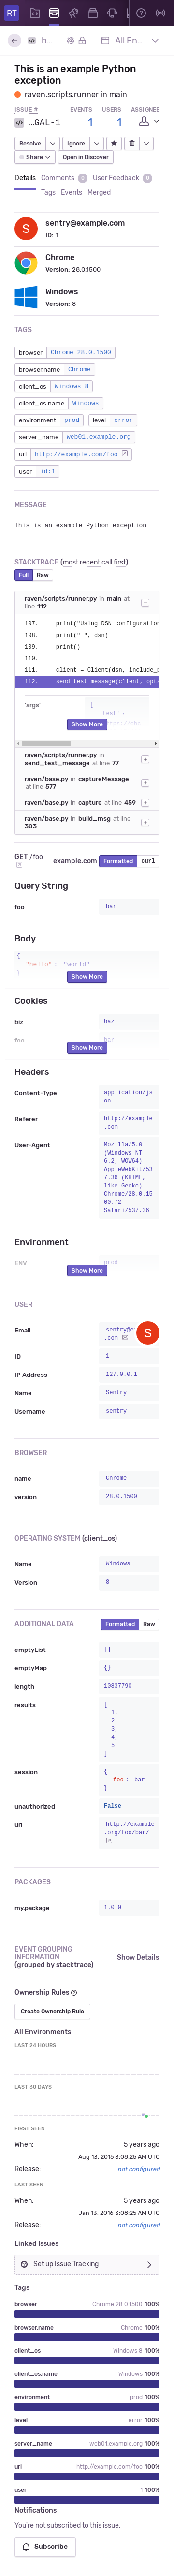 RT
b...
All En...
This is an example Python
exception
raven.scripts.runner in main
ISSUE # EVENTS USERS ASSIGNEE
...GAL-1 1 1
Resolve Ignore
Share Open in Discover
Details Comments 0 User Feedback 0
Tags Events Merged
S
sentry@example.com
ID: 1
Chrome
Version: 28.0.1500
Windows
Version: 8
TAGS
browser Chrome 28.0.1500
browser.name Chrome
client_os Windows 8
client_os.name Windows
environment prod level error
server_name web01.example.org
url http://example.com/foo
user id:1
MESSAGE
This is an example Python exception
STACKTRACE (most recent call first)
Full Raw
raven/scripts/runner.py in main at
line 112
107. print("Using DSN configuration
108. print(" ", dsn)
109. print()
110.
111. client = Client(dsn, include_p
112. send_test_message(client, opts
'args' [
'test',
Show More
raven/scripts/runner.py in
send_test_message at line 77
raven/base.py in captureMessage
at line 577
raven/base.py in capture at line 459
raven/base.py in build_msg at line
303
GET /foo example.com Formatted curl
Query String
foo bar
Body
{
"hello": "world"
}
Show More
Cookies
biz baz
foo bar
Show More
Headers
Content-Type application/js
on
Referer http://example
.com
User-Agent Mozilla/5.0
(Windows NT
6.2; WOW64)
AppleWebKit/53
7.36 (KHTML,
like Gecko)
Chrome/28.0.15
00.72
Safari/537.36
Environment
ENV prod
Show More
USER
Email sentry@e
.com
S
ID 1
IP Address 127.0.0.1
Name Sentry
Username sentry
BROWSER
name Chrome
version 28.0.1500
OPERATING SYSTEM (client_os)
Name Windows
Version 8
ADDITIONAL DATA Formatted Raw
emptyList []
emptyMap {}
length 10837790
results [
1,
2,
3,
4,
5
]
session {
foo: bar
}
unauthorized False
url http://example
.org/foo/bar/
PACKAGES
my.package 1.0.0
EVENT GROUPING
INFORMATION
(grouped by stacktrace)
Show Details
Ownership Rules
Create Ownership Rule
All Environments
LAST 24 HOURS
LAST 30 DAYS
FIRST SEEN
When: 5 years ago
Aug 13, 2015 3:08:25 AM UTC
Release: not configured
LAST SEEN
When: 5 years ago
Jan 13, 2016 3:08:25 AM UTC
Release: not configured
Linked Issues
Set up Issue Tracking
Tags
browser Chrome 28.0.1500 100%
browser.name Chrome 100%
client_os Windows 8 100%
client_os.name Windows 100%
environment prod 100%
level error 100%
server_name web01.example.org 100%
url http://example.com/foo 100%
user 1 100%
Notifications
You're not subscribed to this issue.
Subscribe